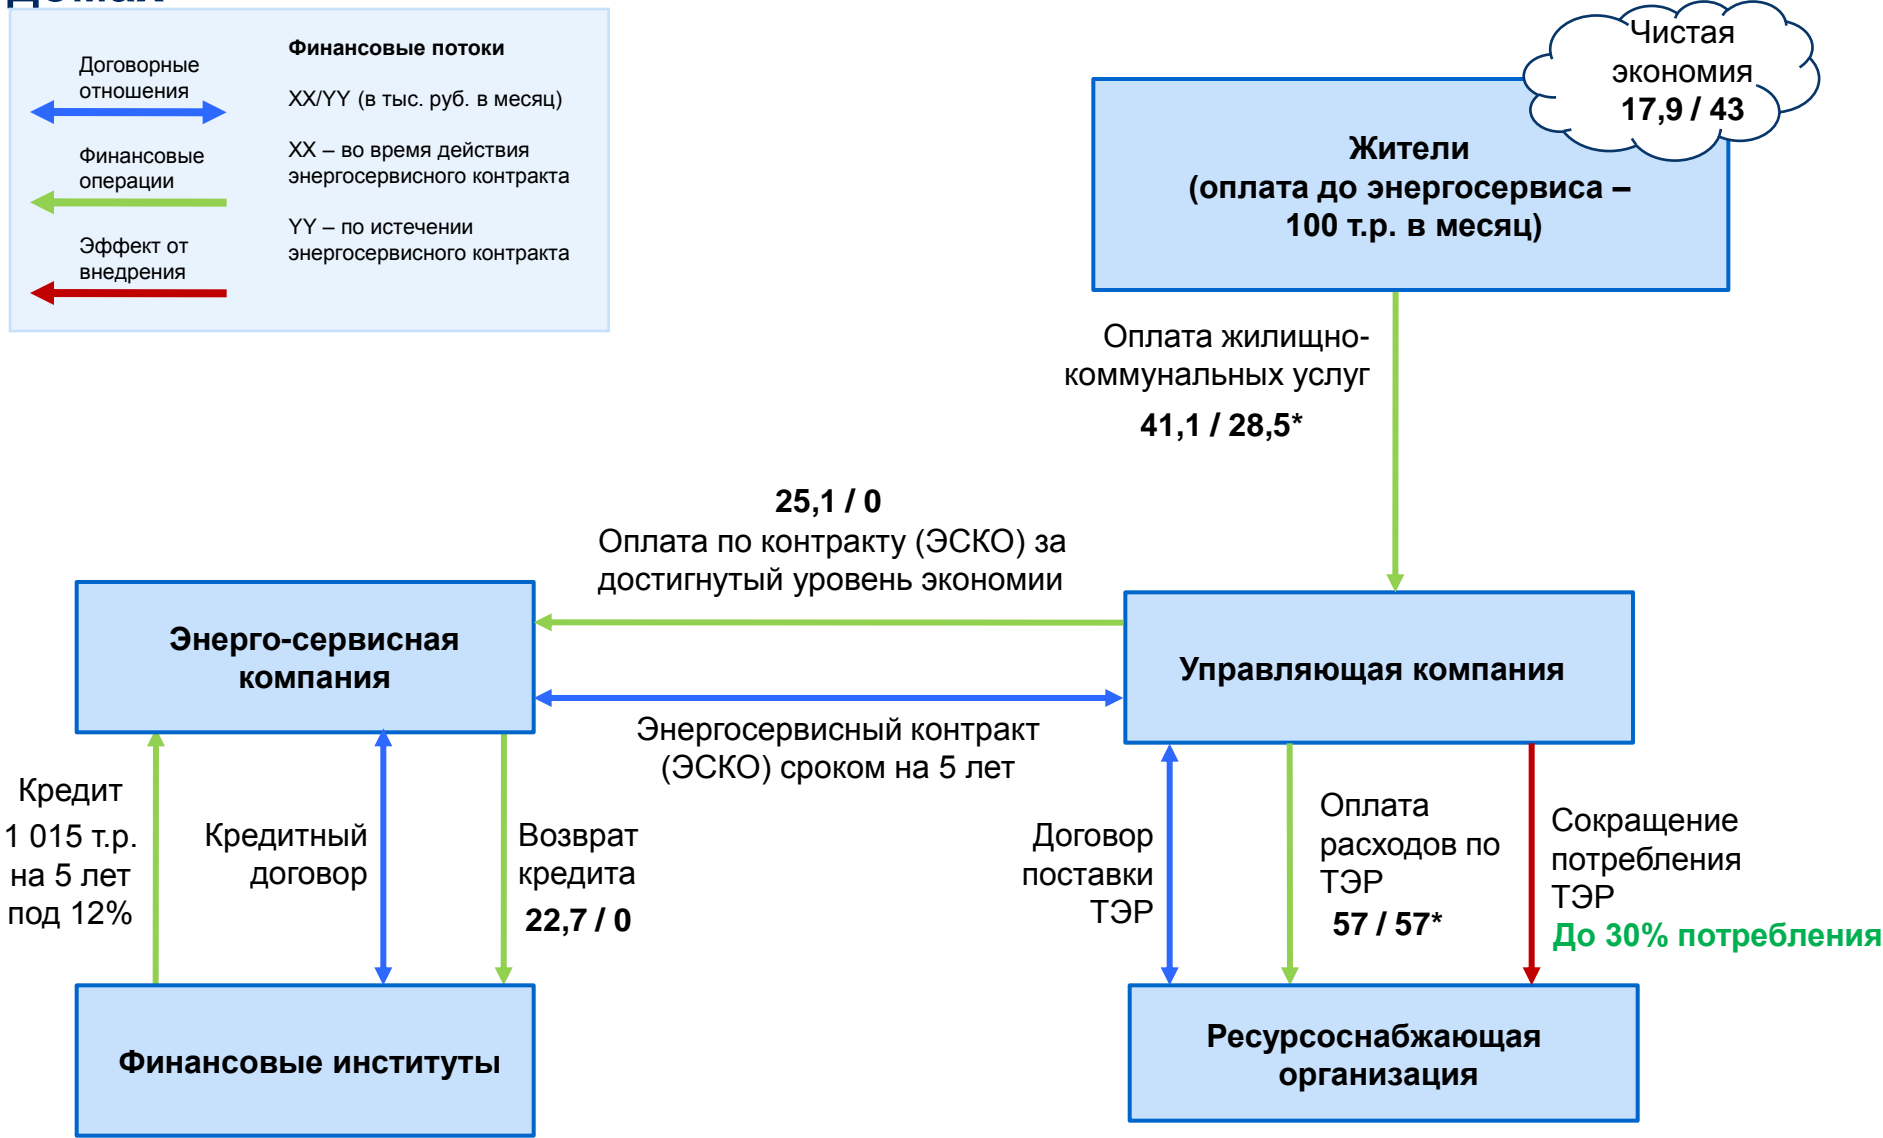 домах
Договорные
отношения
Финансовые
операции
Эффект от
внедрения
Финансовые потоки
XX/YY (в тыс. руб. в месяц)
XX – во время действия
энергосервисного контракта
YY – по истечении
энергосервисного контракта
Чистая
экономия
17,9 / 43
Жители
(оплата до энергосервиса –
100 т.р. в месяц)
Оплата жилищно-
коммунальных услуг
41,1 / 28,5*
25,1 / 0
Оплата по контракту (ЭСКО) за
достигнутый уровень экономии
Энерго-сервисная
компания
Управляющая компания
Энергосервисный контракт
(ЭСКО) сроком на 5 лет
Кредит
1 015 т.р.
на 5 лет
под 12%
Кредитный
договор
Возврат
кредита
22,7 / 0
Договор
поставки
ТЭР
Оплата
расходов по
ТЭР
57 / 57*
Сокращение
потребления
ТЭР
До 30% потребления
Финансовые институты
Ресурсоснабжающая
организация